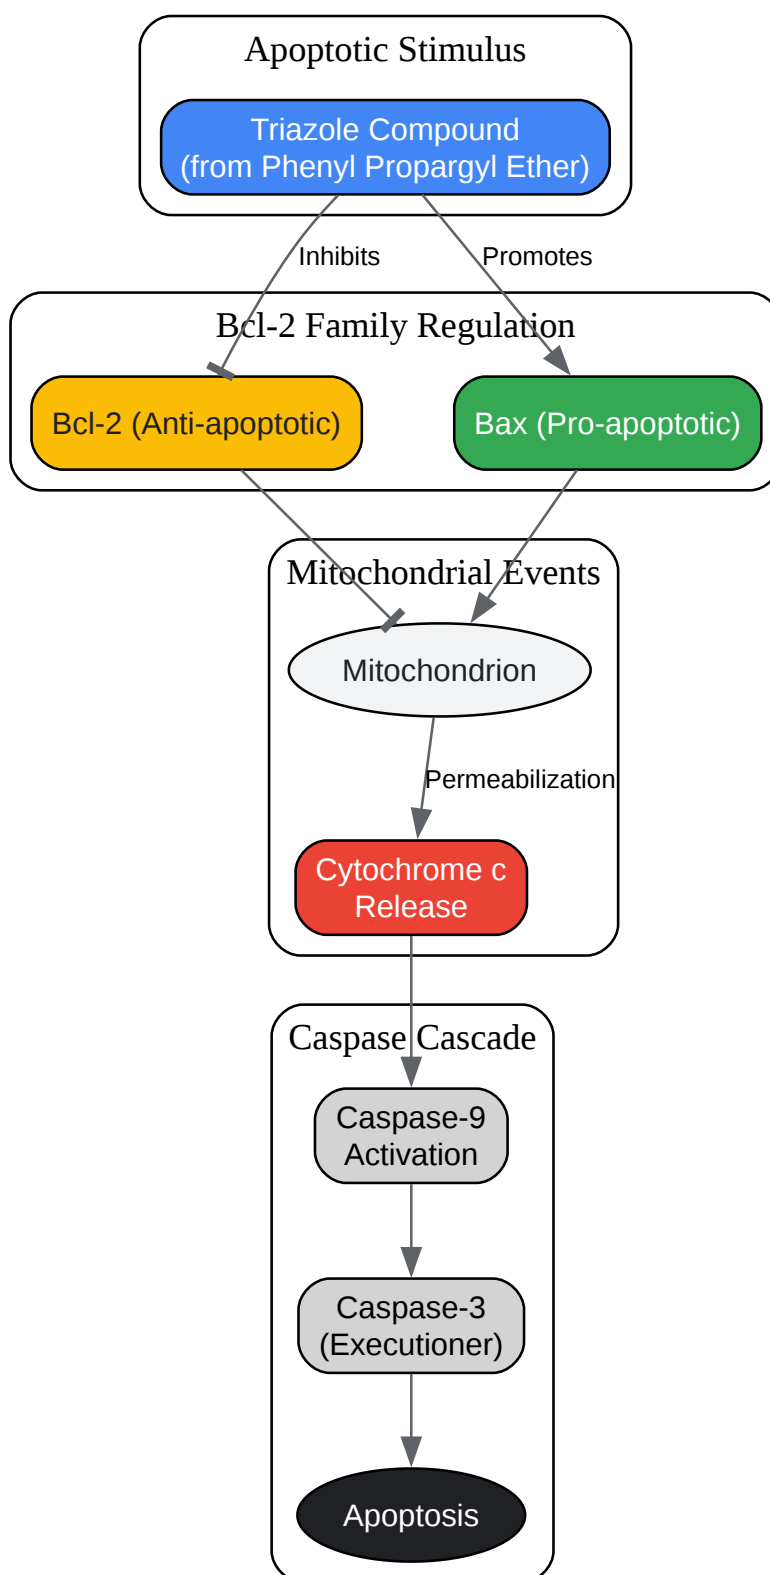 Apoptotic Stimulus
Triazole Compound
(from Phenyl Propargyl Ether)
Inhibits
Promotes
Bcl-2 Family Regulation
Bcl-2 (Anti-apoptotic)
Bax (Pro-apoptotic)
Mitochondrial Events
Mitochondrion
Permeabilization
Cytochrome c
Release
Caspase Cascade
Caspase-9
Activation
Caspase-3
(Executioner)
Apoptosis